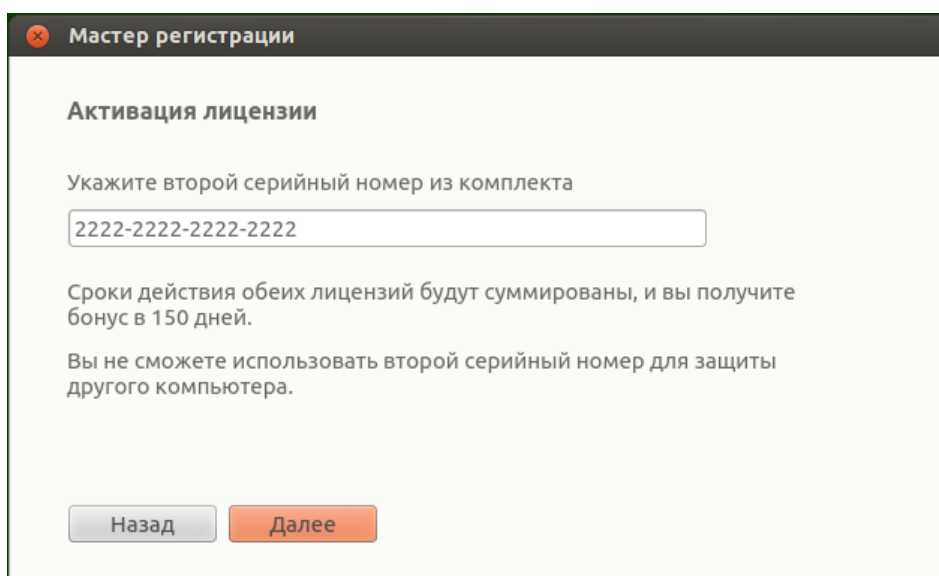 Мастер регистрации
Активация лицензии
Укажите второй серийный номер из комплекта
2222-2222-2222-2222
Сроки действия обеих лицензий будут суммированы, и вы получите
бонус в 150 дней.
Вы не сможете использовать второй серийный номер для защиты
другого компьютера.
Назад Далее